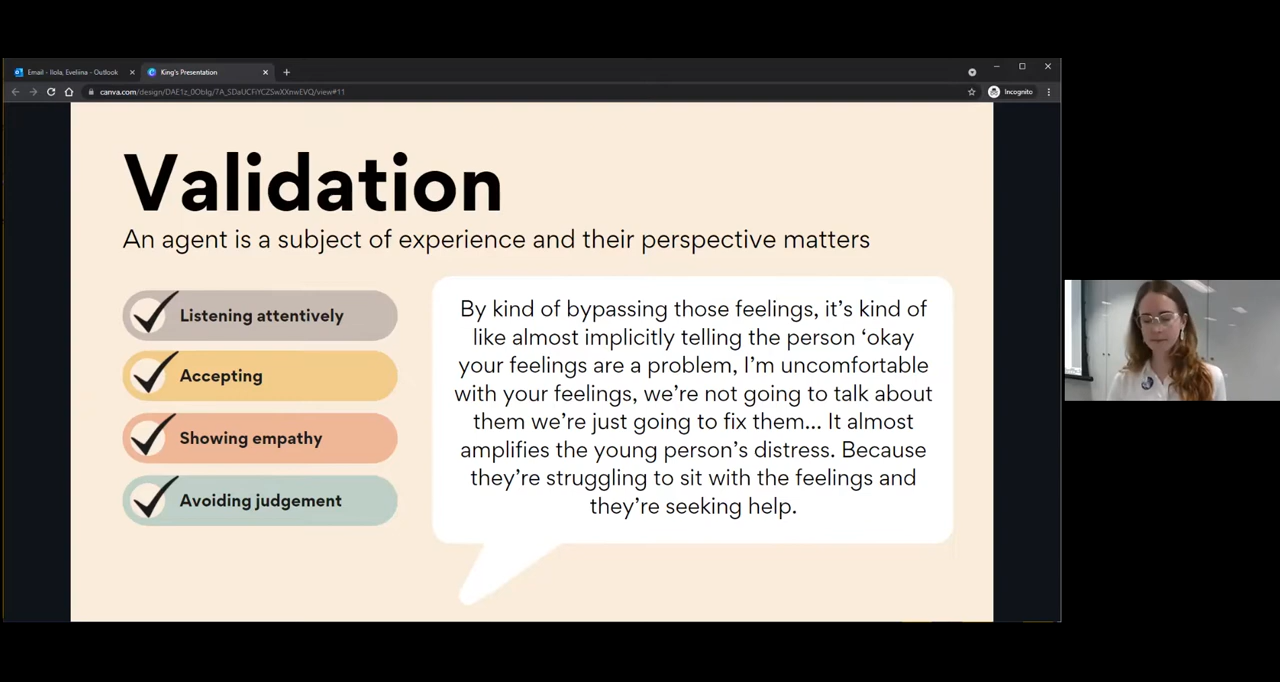 Email - Ilola, Eveliina - Outlook
King's Presentation
Incognito
Validation
An agent is a subject of experience and their perspective matters
Listening attentively
Accepting
Showing empathy
Avoiding judgement
By kind of bypassing those feelings, it’s kind of
like almost implicitly telling the person ‘okay
your feelings are a problem, I’m uncomfortable
with your feelings, we’re not going to talk about
them we’re just going to fix them... It almost
amplifies the young person’s distress. Because
they’re struggling to sit with the feelings and
they’re seeking help.